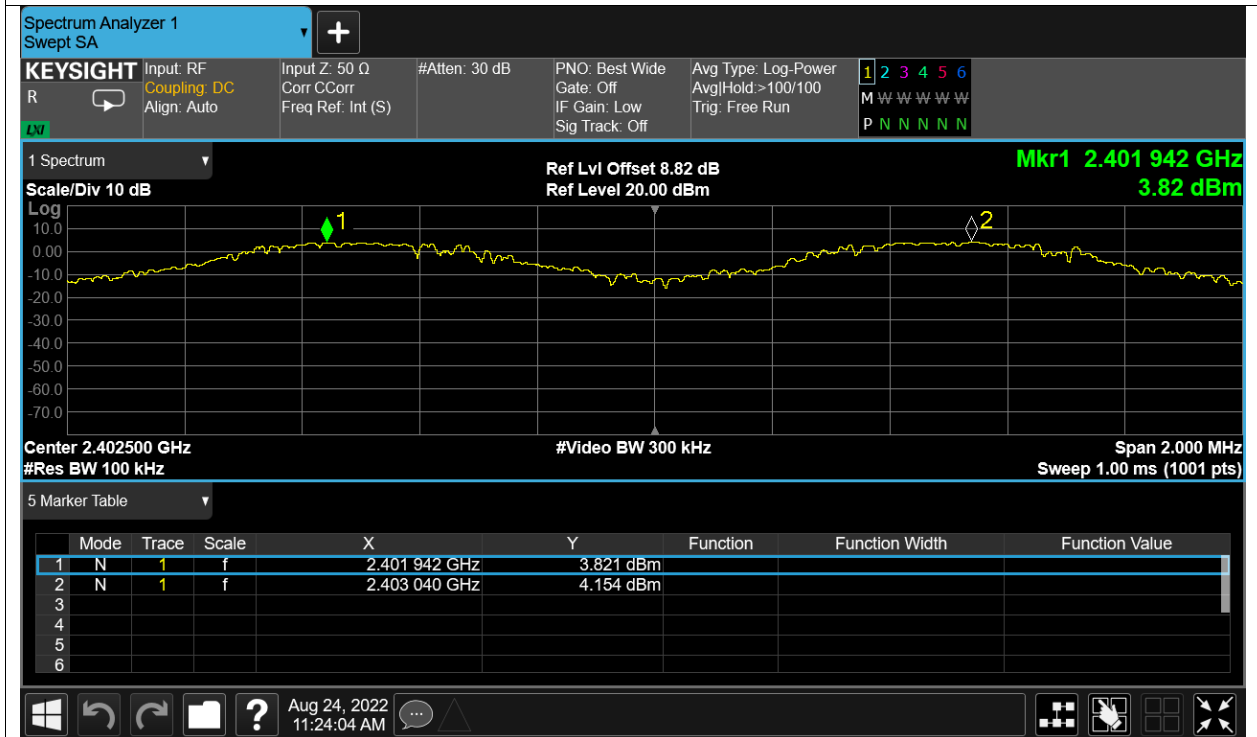 Spectrum Analyzer 1
Swept SA
+
KEYSIGHT
R
LXI
Input: RF
Coupling: DC
Align: Auto
Input Z: 50 Ω
Corr CCorr
Freq Ref: Int (S)
#Atten: 30 dB
PNO: Best Wide
Gate: Off
IF Gain: Low
Sig Track: Off
Avg Type: Log-Power
Avg|Hold:>100/100
Trig: Free Run
1 2 3 4 5 6
M W W W W W
P N N N N N
1 Spectrum
Scale/Div 10 dB
Ref Lvl Offset 8.82 dB
Ref Level 20.00 dBm
Mkr1 2.401 942 GHz
3.82 dBm
Log
10.0
0.00
-10.0
-20.0
-30.0
-40.0
-50.0
-60.0
-70.0
1
2
Center 2.402500 GHz
#Res BW 100 kHz
#Video BW 300 kHz
Span 2.000 MHz
Sweep 1.00 ms (1001 pts)
5 Marker Table
Mode Trace Scale X Y Function Function Width Function Value
1 N 1 f 2.401 942 GHz 3.821 dBm
2 N 1 f 2.403 040 GHz 4.154 dBm
3
4
5
6
?
Aug 24, 2022
11:24:04 AM